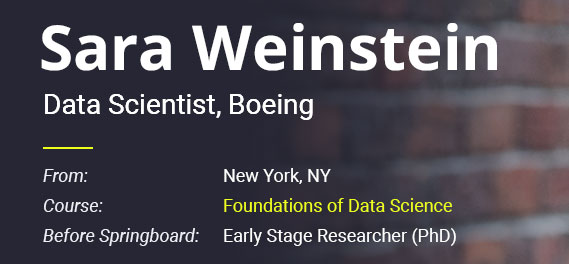 Sara Weinstein
Data Scientist, Boeing
From: New York, NY
Course: Foundations of Data Science
Before Springboard: Early Stage Researcher (PhD)